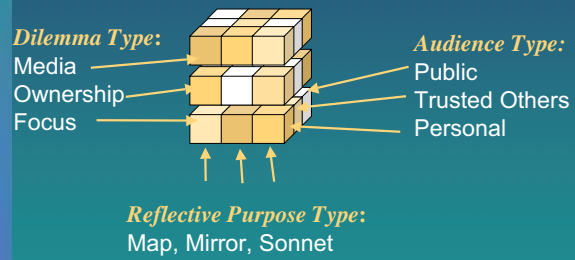 Dilemma Type:
Media
Ownership
Focus
Audience Type:
Public
Trusted Others
Personal
Reflective Purpose Type:
Map, Mirror, Sonnet